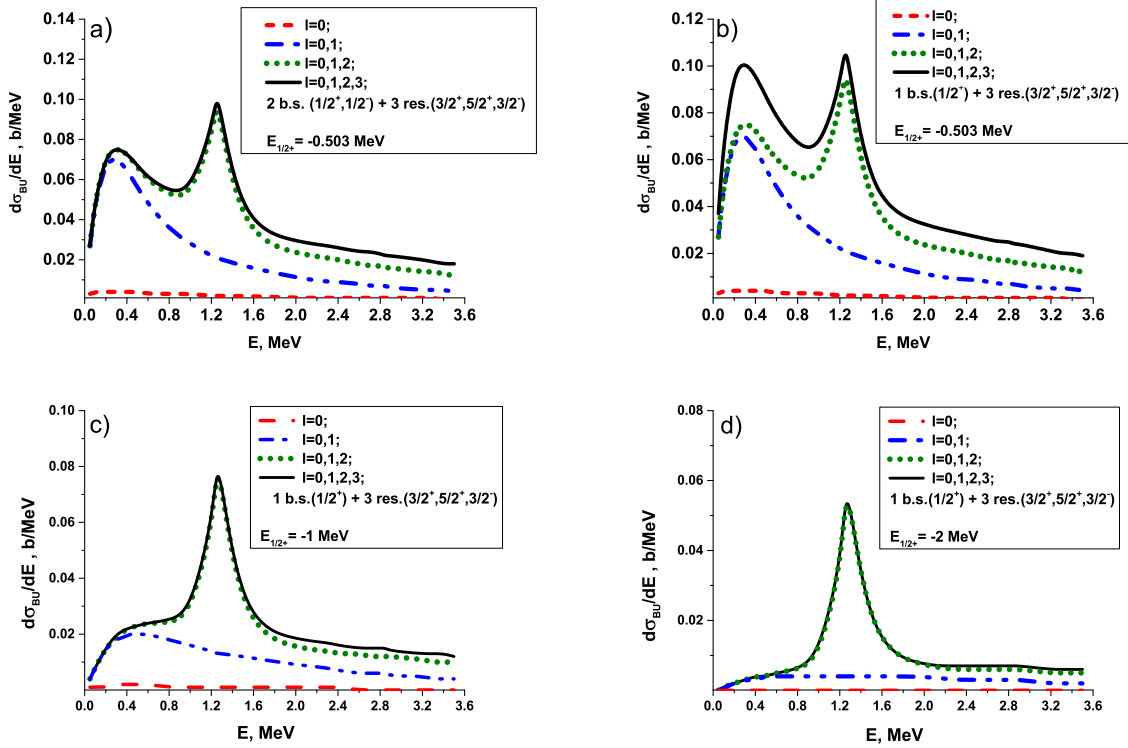 a)
l=0;
l=0,1;
l=0,1,2;
l=0,1,2,3;
2 b.s.(1/2⁺,1/2⁻) + 3 res.(3/2⁺,5/2⁺,3/2⁻)
E₁/₂₊= -0.503 MeV
dσ_BU/dE , b/MeV
0.14
0.12
0.10
0.08
0.06
0.04
0.02
0.0 0.4 0.8 1.2 1.6 2.0 2.4 2.8 3.2 3.6
E, MeV
b)
l=0;
l=0,1;
l=0,1,2;
l=0,1,2,3;
1 b.s.(1/2⁺) + 3 res.(3/2⁺,5/2⁺,3/2⁻)
E₁/₂₊= -0.503 MeV
dσ_BU/dE , b/MeV
0.12
0.10
0.08
0.06
0.04
0.02
0.0 0.4 0.8 1.2 1.6 2.0 2.4 2.8 3.2 3.6
E, MeV
c)
l=0;
l=0,1;
l=0,1,2;
l=0,1,2,3;
1 b.s.(1/2⁺) + 3 res.(3/2⁺,5/2⁺,3/2⁻)
E₁/₂₊= -1 MeV
dσ_BU/dE , b/MeV
0.10
0.08
0.06
0.04
0.02
0.0 0.4 0.8 1.2 1.6 2.0 2.4 2.8 3.2 3.6
E, MeV
d)
l=0;
l=0,1;
l=0,1,2;
l=0,1,2,3;
1 b.s.(1/2⁺) + 3 res.(3/2⁺,5/2⁺,3/2⁻)
E₁/₂₊= -2 MeV
dσ_BU/dE , b/MeV
0.08
0.06
0.04
0.02
0.0 0.4 0.8 1.2 1.6 2.0 2.4 2.8 3.2 3.6
E, MeV